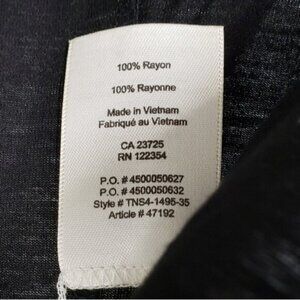 100% Rayon
100% Rayonne
Made in Vietnam
Fabriqué au Vietnam
CA 23725
RN 122354
P.O. # 4500050627
P.O. # 4500050632
Style # TNS4-1495-35
Article # 47192